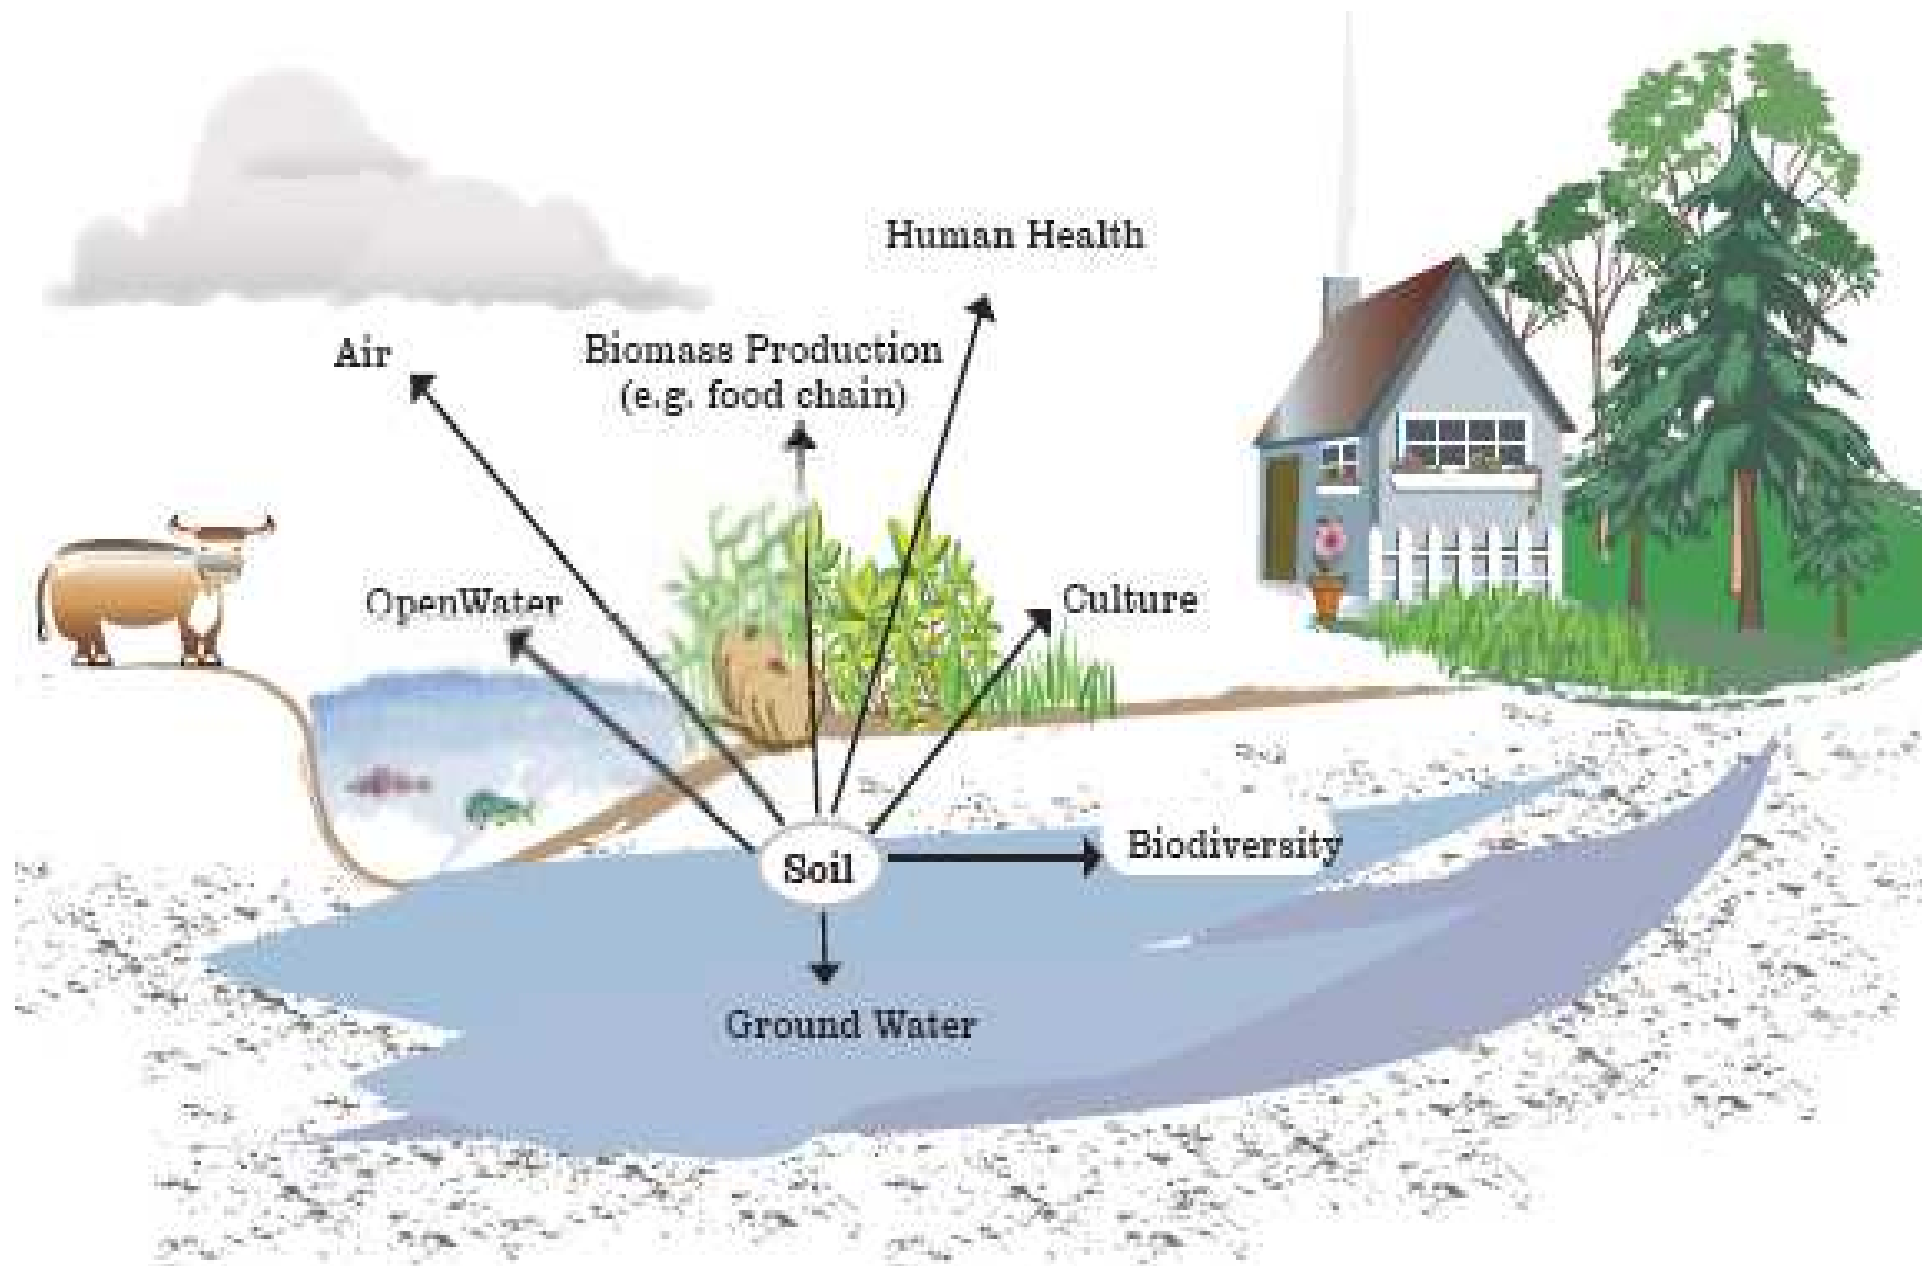 Human Health
Air
Biomass Production
(e.g. food chain)
OpenWater
Culture
Soil
Biodiversity
Ground Water